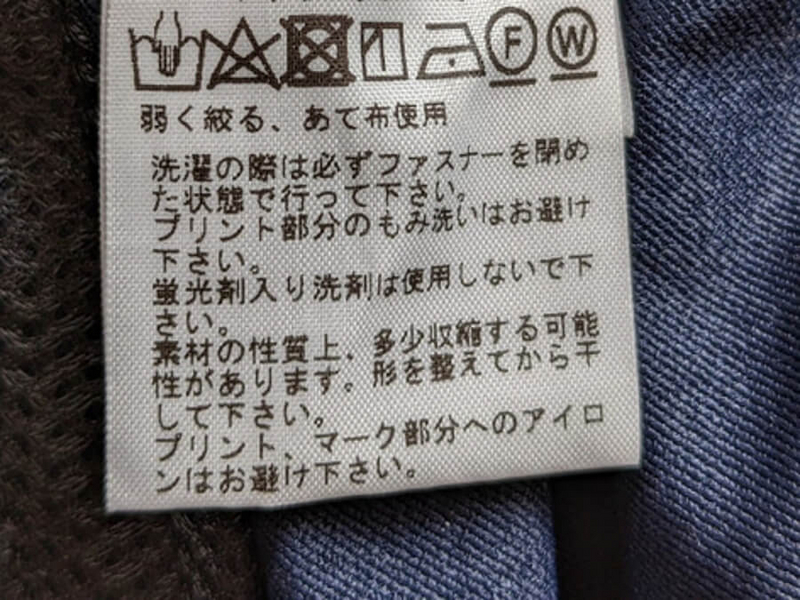 F W
弱く絞る、あて布使用
洗濯の際は必ずファスナーを閉め
た状態で行って下さい。
プリント部分のもみ洗いはお避け
下さい。
蛍光剤入り洗剤は使用しないで下
さい。
素材の性質上、多少収縮する可能
性があります。形を整えてから干
して下さい。
プリント、マーク部分へのアイロ
ンはお避け下さい。